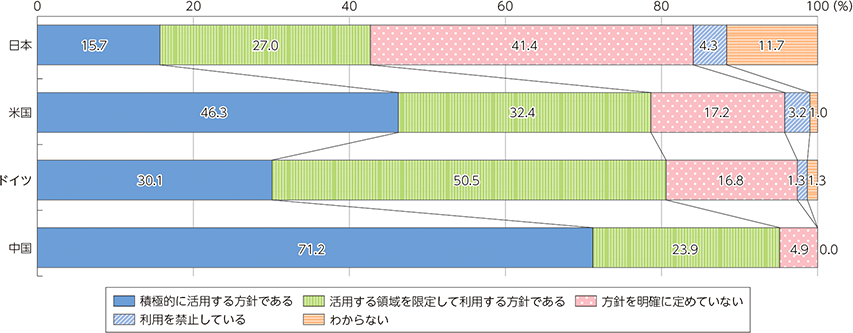 0 20 40 60 80 100 (%)
日本 15.7 27.0 41.4 4.3 11.7
米国 46.3 32.4 17.2 3.2 1.0
ドイツ 30.1 50.5 16.8 1.3 1.3
中国 71.2 23.9 4.9 0.0
積極的に活用する方針である 活用する領域を限定して利用する方針である 方針を明確に定めていない
利用を禁止している わからない